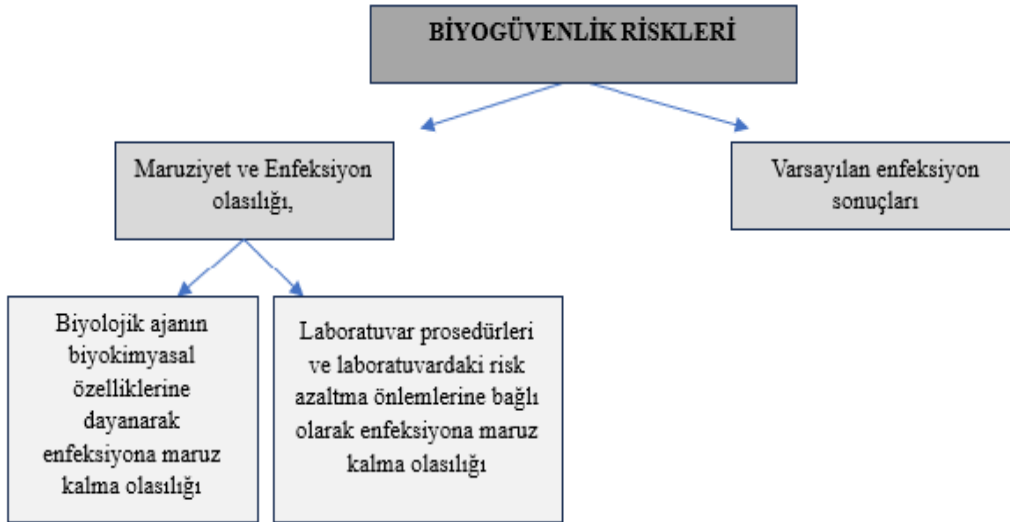 BİYOGÜVENLİK RİSKLERİ
Maruziyet ve Enfeksiyon
olasılığı,
Varsayılan enfeksiyon
sonuçları
Biyolojik ajanın
biyokimyasal
özelliklerine
dayanarak
enfeksiyona maruz
kalma olasılığı
Laboratuvar prosedürleri
ve laboratuvardaki risk
azaltma önlemlerine bağlı
olarak enfeksiyona maruz
kalma olasılığı